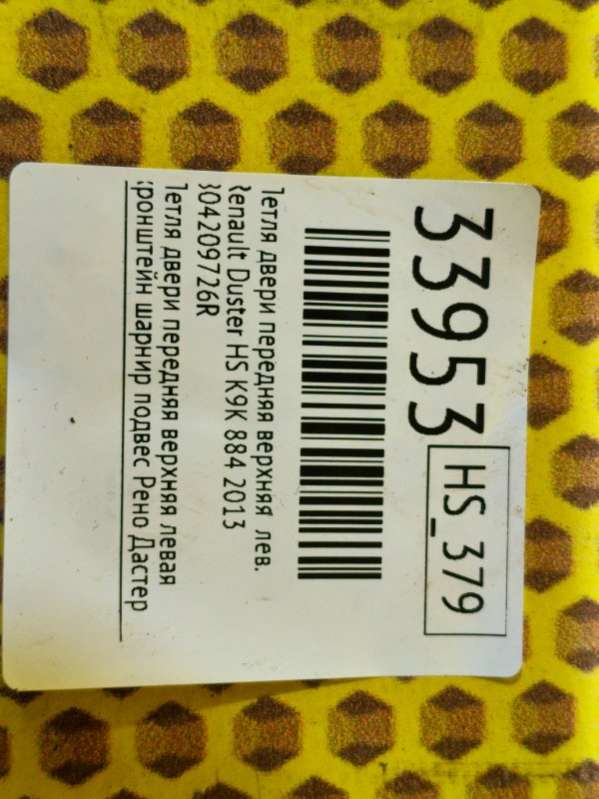 33953
HS_379
Петля двери передняя верхняя лев.
Renault Duster HS K9K 884 2013
804209726R
Петля двери передняя верхняя левая
кронштейн шарнир подвес Рено Дастер